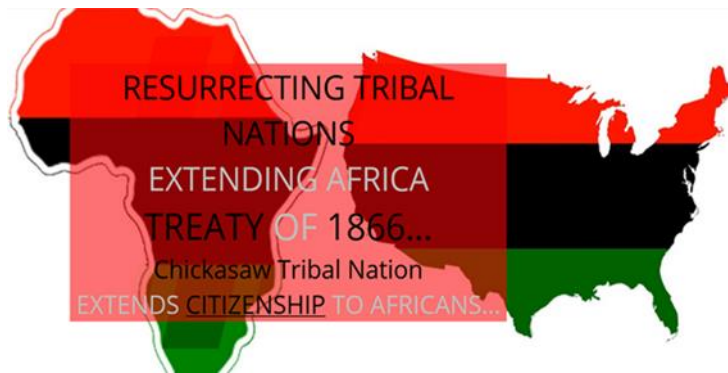 RESURRECTING TRIBAL
NATIONS
EXTENDING AFRICA
TREATY OF 1866...
Chickasaw Tribal Nation
EXTENDS CITIZENSHIP TO AFRICANS...